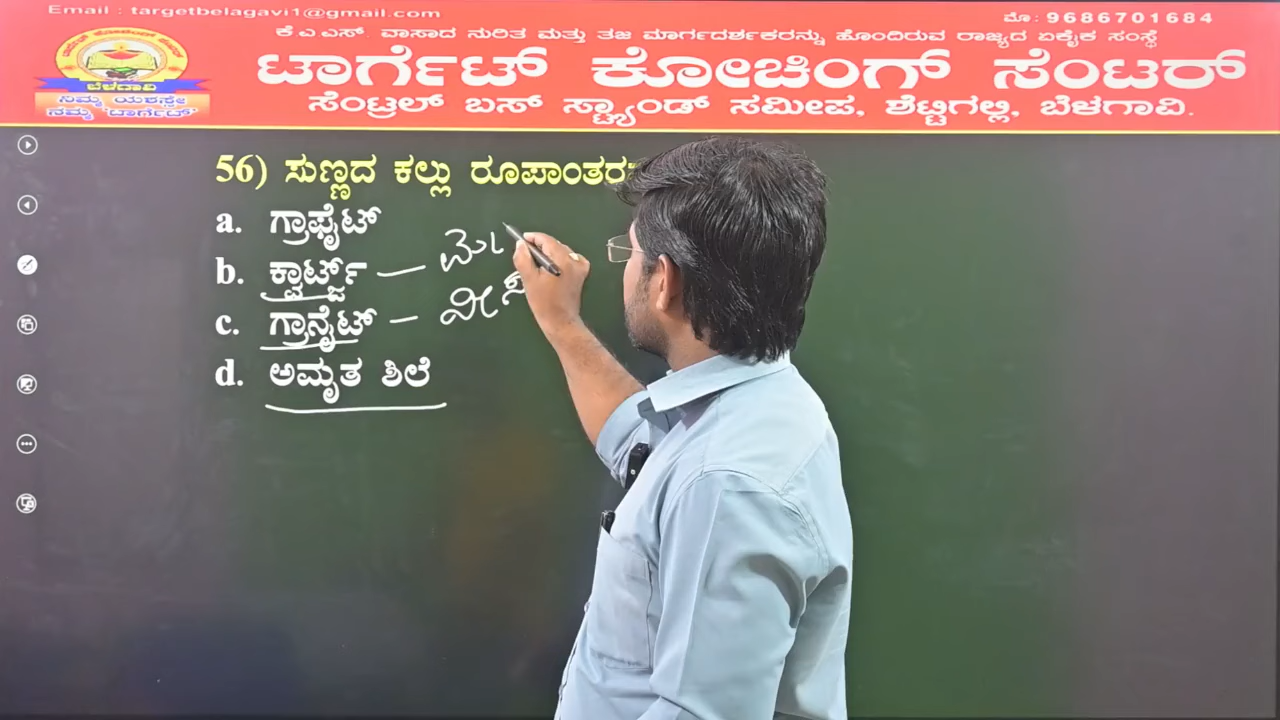 Email : targetbelagavi1@gmail.com
ಮೊ: 9686701684
ಕೆ.ಎ.ಎಸ್. ವಾಸಾದ ನುರಿತ ಮತ್ತು ತಜ್ಞ ಮಾರ್ಗದರ್ಶಕರನ್ನು ಹೊಂದಿರುವ ರಾಜ್ಯದ ಏಕೈಕ ಸಂಸ್ಥೆ
ಟಾರ್ಗೆಟ್ ಕೋಚಿಂಗ್ ಸೆಂಟರ್
ಸೆಂಟ್ರಲ್ ಬಸ್ ಸ್ಟ್ಯಾಂಡ್ ಸಮೀಪ, ಶೆಟ್ಟಿಗಲ್ಲಿ, ಬೆಳಗಾವಿ.
ಬೆಳಗಾವಿ
ನಿಮ್ಮ ಯಶಸ್ಸೇ
ನಮ್ಮ ಟಾರ್ಗೆಟ್
56) ಸುಣ್ಣದ ಕಲ್ಲು
a. ಗ್ರಾಫೈಟ್
b. ಕ್ವಾರ್ಟ್ಜ್ —
c. ಗ್ರಾನೈಟ್ —
d. ಅಮೃತ ಶಿಲೆ